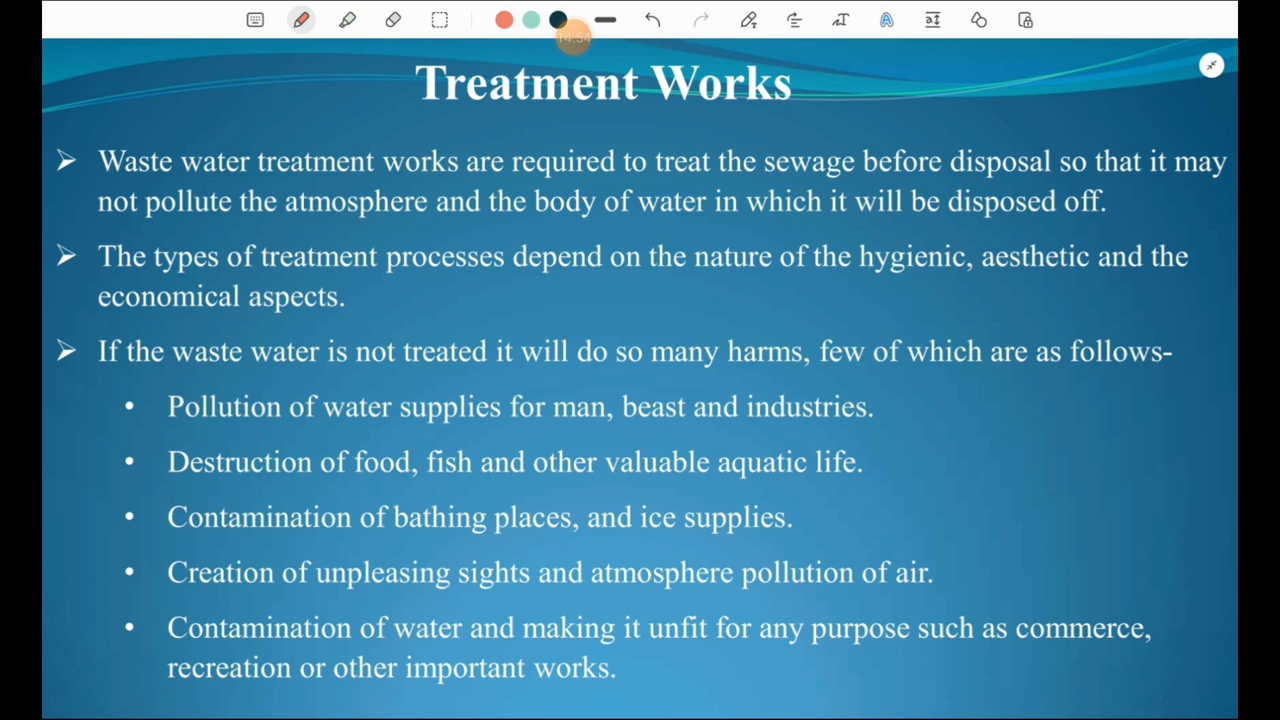 14:54
Treatment Works
➢ Waste water treatment works are required to treat the sewage before disposal so that it may
not pollute the atmosphere and the body of water in which it will be disposed off.
➢ The types of treatment processes depend on the nature of the hygienic, aesthetic and the
economical aspects.
➢ If the waste water is not treated it will do so many harms, few of which are as follows-
• Pollution of water supplies for man, beast and industries.
• Destruction of food, fish and other valuable aquatic life.
• Contamination of bathing places, and ice supplies.
• Creation of unpleasing sights and atmosphere pollution of air.
• Contamination of water and making it unfit for any purpose such as commerce,
recreation or other important works.